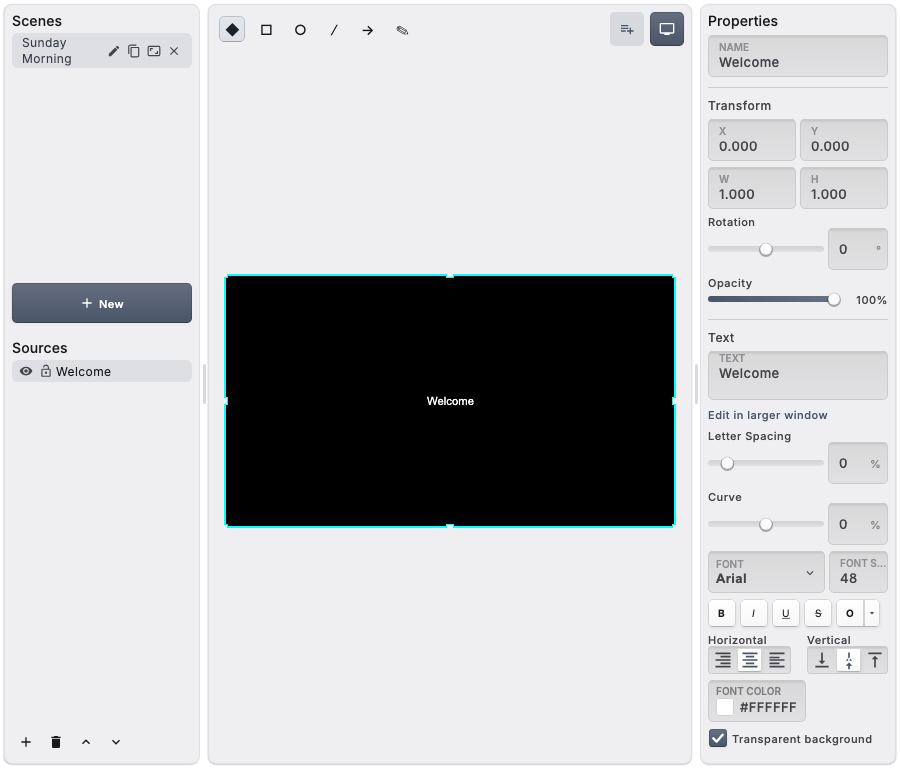 Scenes
Sunday
Morning
+ New
Sources
Welcome
Welcome
Properties
NAME
Welcome
Transform
X
0.000
Y
0.000
W
1.000
H
1.000
Rotation
0 °
Opacity
100%
Text
TEXT
Welcome
Edit in larger window
Letter Spacing
0 %
Curve
0 %
FONT
Arial
FONT S...
48
B I U S O
Horizontal
Vertical
FONT COLOR
#FFFFFF
Transparent background